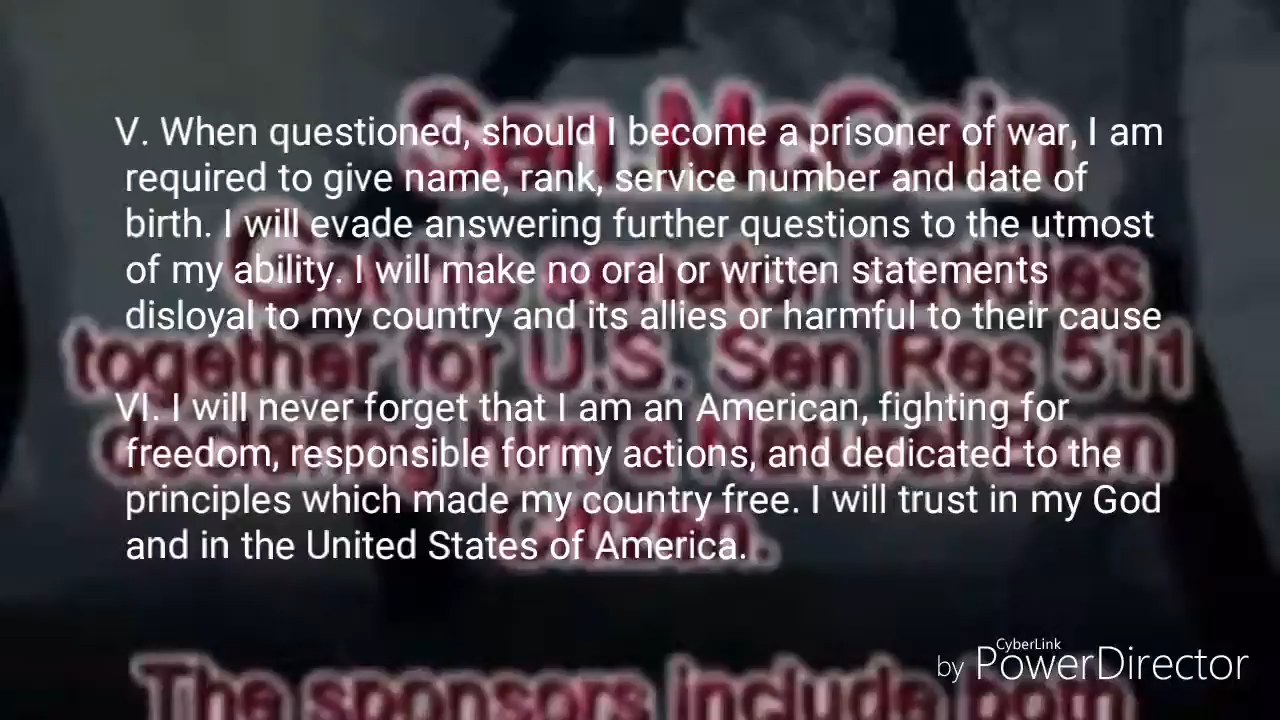 Sen. McCain
V. When questioned, should I become a prisoner of war, I am
required to give name, rank, service number and date of
birth. I will evade answering further questions to the utmost
of my ability. I will make no oral or written statements
disloyal to my country and its allies or harmful to their cause
together for U.S. Sen Res 511
VI. I will never forget that I am an American, fighting for
freedom, responsible for my actions, and dedicated to the
principles which made my country free. I will trust in my God
and in the United States of America.
Citizen.
CyberLink
by PowerDirector
The sponsors include